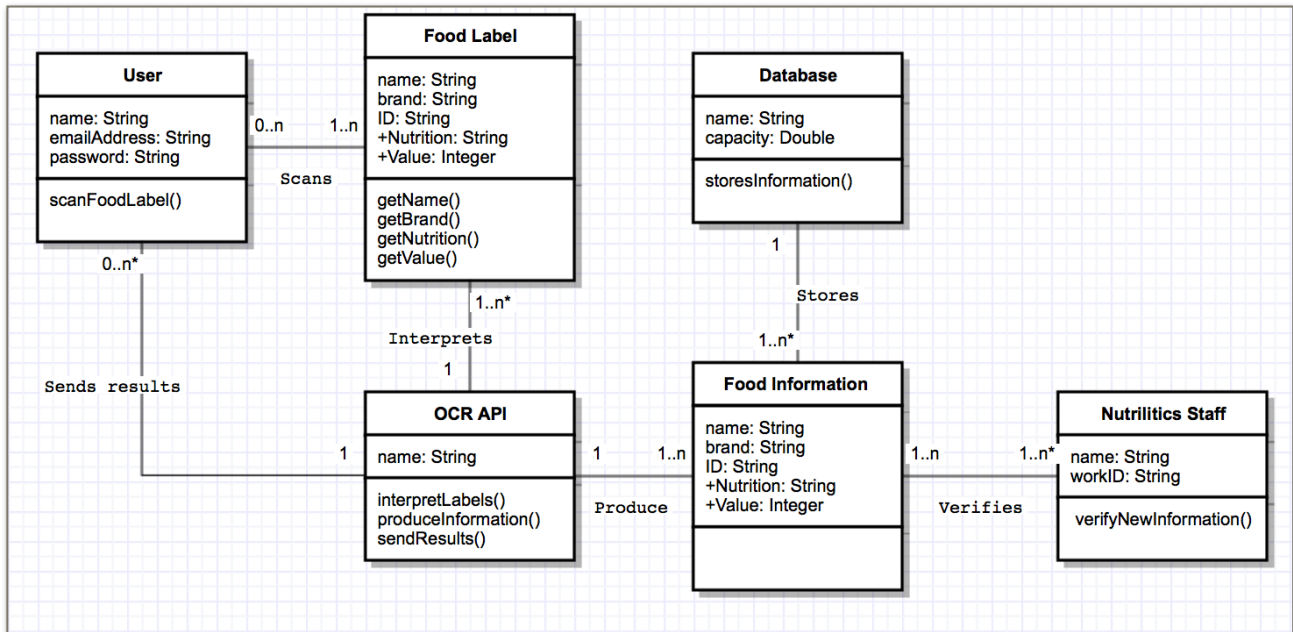 User
name: String
emailAddress: String
password: String
scanFoodLabel()
0..n
1..n
Scans
Food Label
name: String
brand: String
ID: String
+Nutrition: String
+Value: Integer
getName()
getBrand()
getNutrition()
getValue()
Database
name: String
capacity: Double
storesInformation()
0..n*
Sends results
1
1..n*
Interprets
1
OCR API
name: String
interpretLabels()
produceInformation()
sendResults()
1
1..n
Produce
1
Stores
1..n*
Food Information
name: String
brand: String
ID: String
+Nutrition: String
+Value: Integer
1..n
1..n*
Verifies
Nutrilitics Staff
name: String
workID: String
verifyNewInformation()